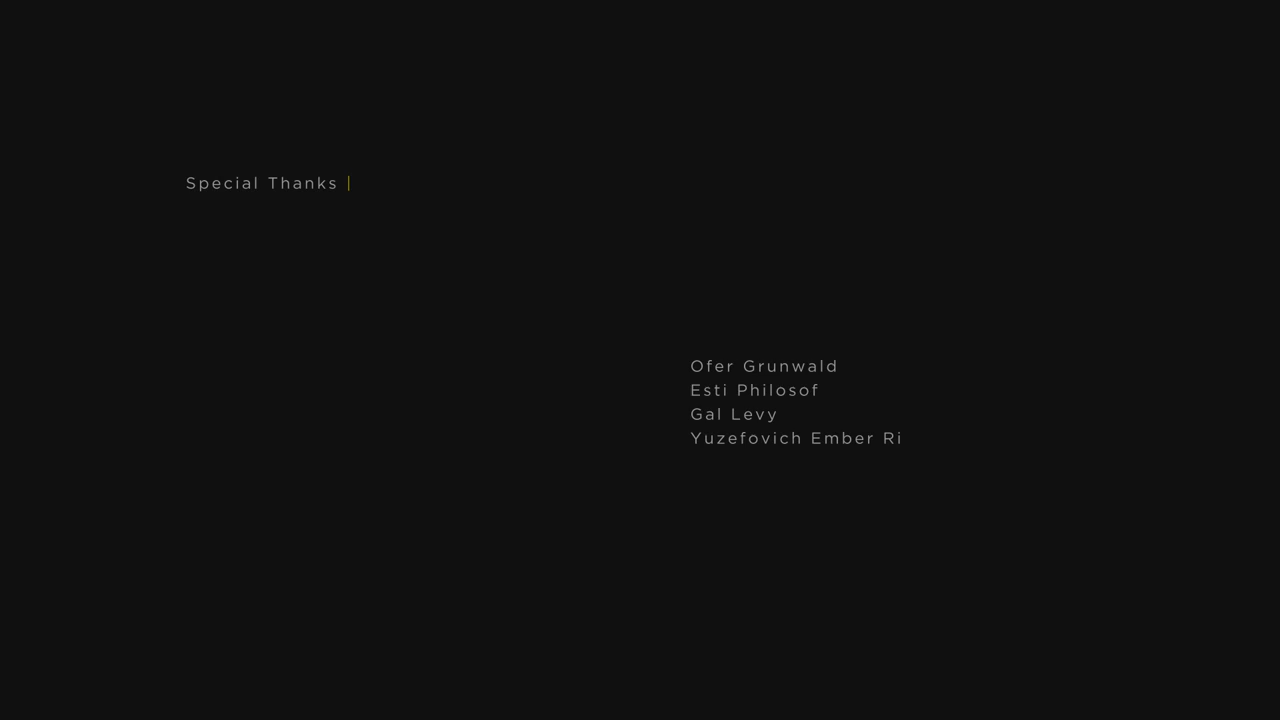 Special Thanks |
Ofer Grunwald
Esti Philosof
Gal Levy
Yuzefovich Ember Ri